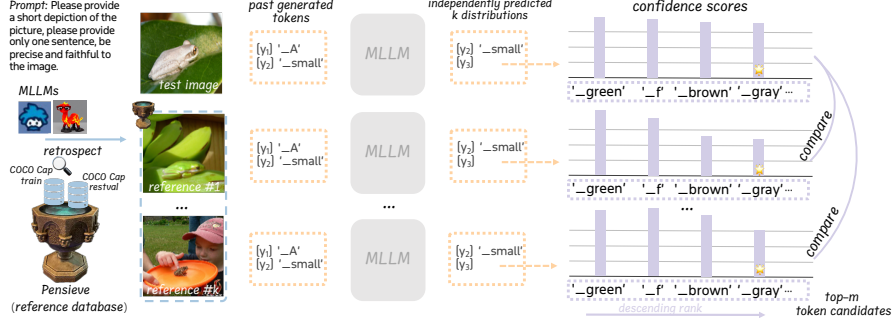 Prompt: Please provide
a short depiction of the
picture, please provide
only one sentence, be
precise and faithful to
the image.
MLLMs
retrospect
COCO Cap
train
COCO Cap
restval
Pensieve
(reference database)
test image
reference #1
...
reference #k
past generated
tokens
[y₁] '_A'
[y₂] '_small'
[y₁] '_A'
[y₂] '_small'
[y₁] '_A'
[y₂] '_small'
MLLM
MLLM
...
MLLM
independently predicted
k distributions
[y₂] '_small'
[y₃]
[y₂] '_small'
[y₃]
[y₂] '_small'
[y₃]
confidence scores
'_green' '_f' '_brown' '_gray' ...
'_green' '_f' '_brown' '_gray' ...
...
'_green' '_f' '_brown' '_gray' ...
descending rank
compare
compare
top-m
token candidates